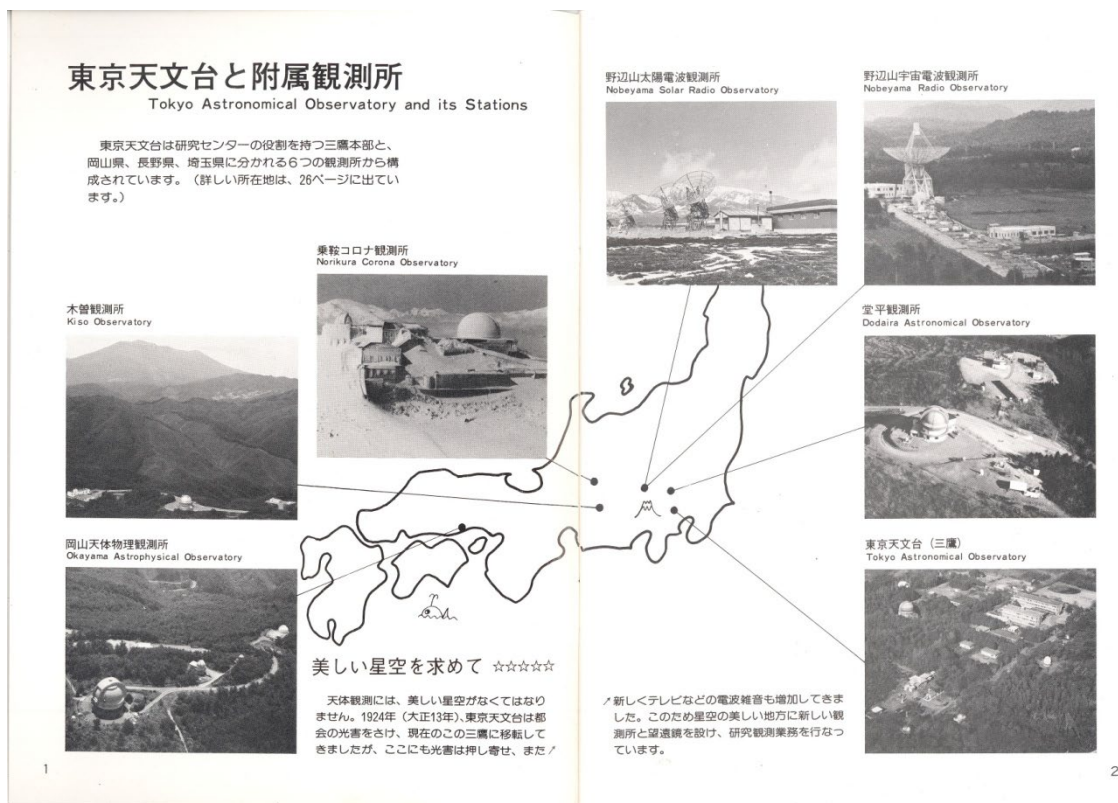 東京天文台と附属観測所
Tokyo Astronomical Observatory and its Stations
東京天文台は研究センターの役割を持つ三鷹本部と、
岡山県、長野県、埼玉県に分かれる6つの観測所から構
成されています。(詳しい所在地は、26ページに出てい
ます。)
乗鞍コロナ観測所
Norikura Corona Observatory
木曽観測所
Kiso Observatory
岡山天体物理観測所
Okayama Astrophysical Observatory
美しい星空を求めて ☆☆☆☆☆
天体観測には、美しい星空がなくてはなり
ません。1924年(大正13年)、東京天文台は都
会の光害をさけ、現在のこの三鷹に移転して
きましたが、ここにも光害は押し寄せ、また↗
1
野辺山太陽電波観測所
Nobeyama Solar Radio Observatory
野辺山宇宙電波観測所
Nobeyama Radio Observatory
堂平観測所
Dodaira Astronomical Observatory
東京天文台(三鷹)
Tokyo Astronomical Observatory
↗新しくテレビなどの電波雑音も増加してきま
した。このため星空の美しい地方に新しい観
測所と望遠鏡を設け、研究観測業務を行なっ
ています。
2